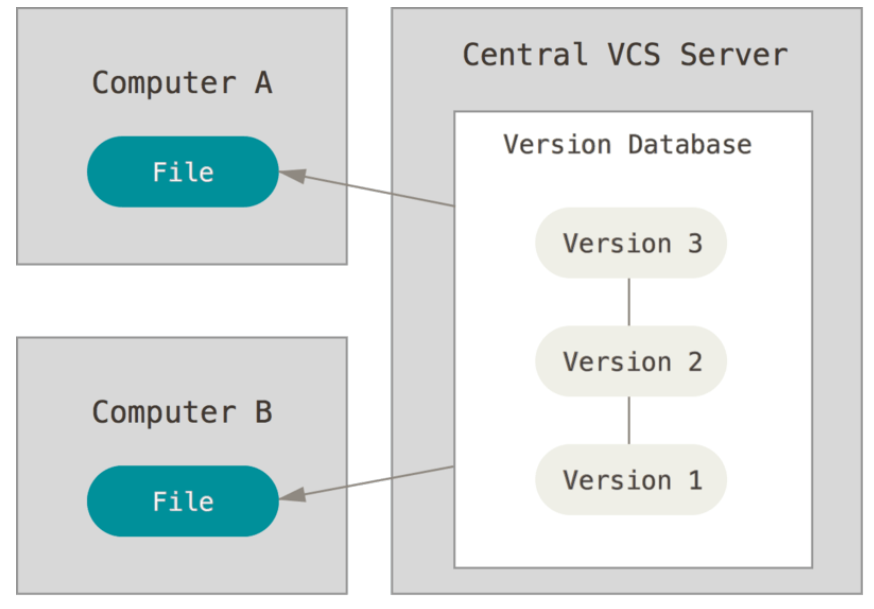 Computer A
File
Computer B
File
Central VCS Server
Version Database
Version 3
Version 2
Version 1